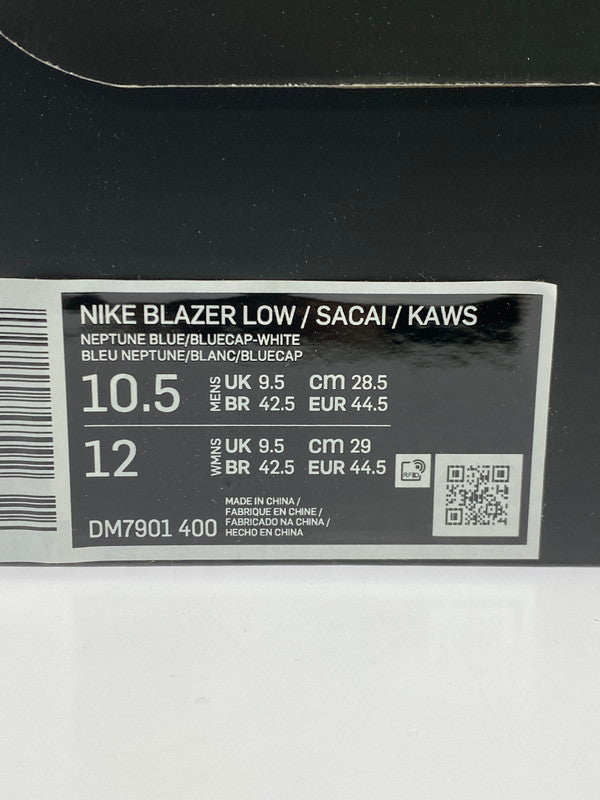 NIKE BLAZER LOW / SACAI / KAWS
NEPTUNE BLUE/BLUECAP-WHITE
BLEU NEPTUNE/BLANC/BLUECAP
10.5 MENS UK 9.5 cm 28.5
BR 42.5 EUR 44.5
12 WMNS UK 9.5 cm 29
BR 42.5 EUR 44.5
RFID
DM7901 400
MADE IN CHINA /
FABRIQUE EN CHINE /
FABRICADO NA CHINA /
HECHO EN CHINA